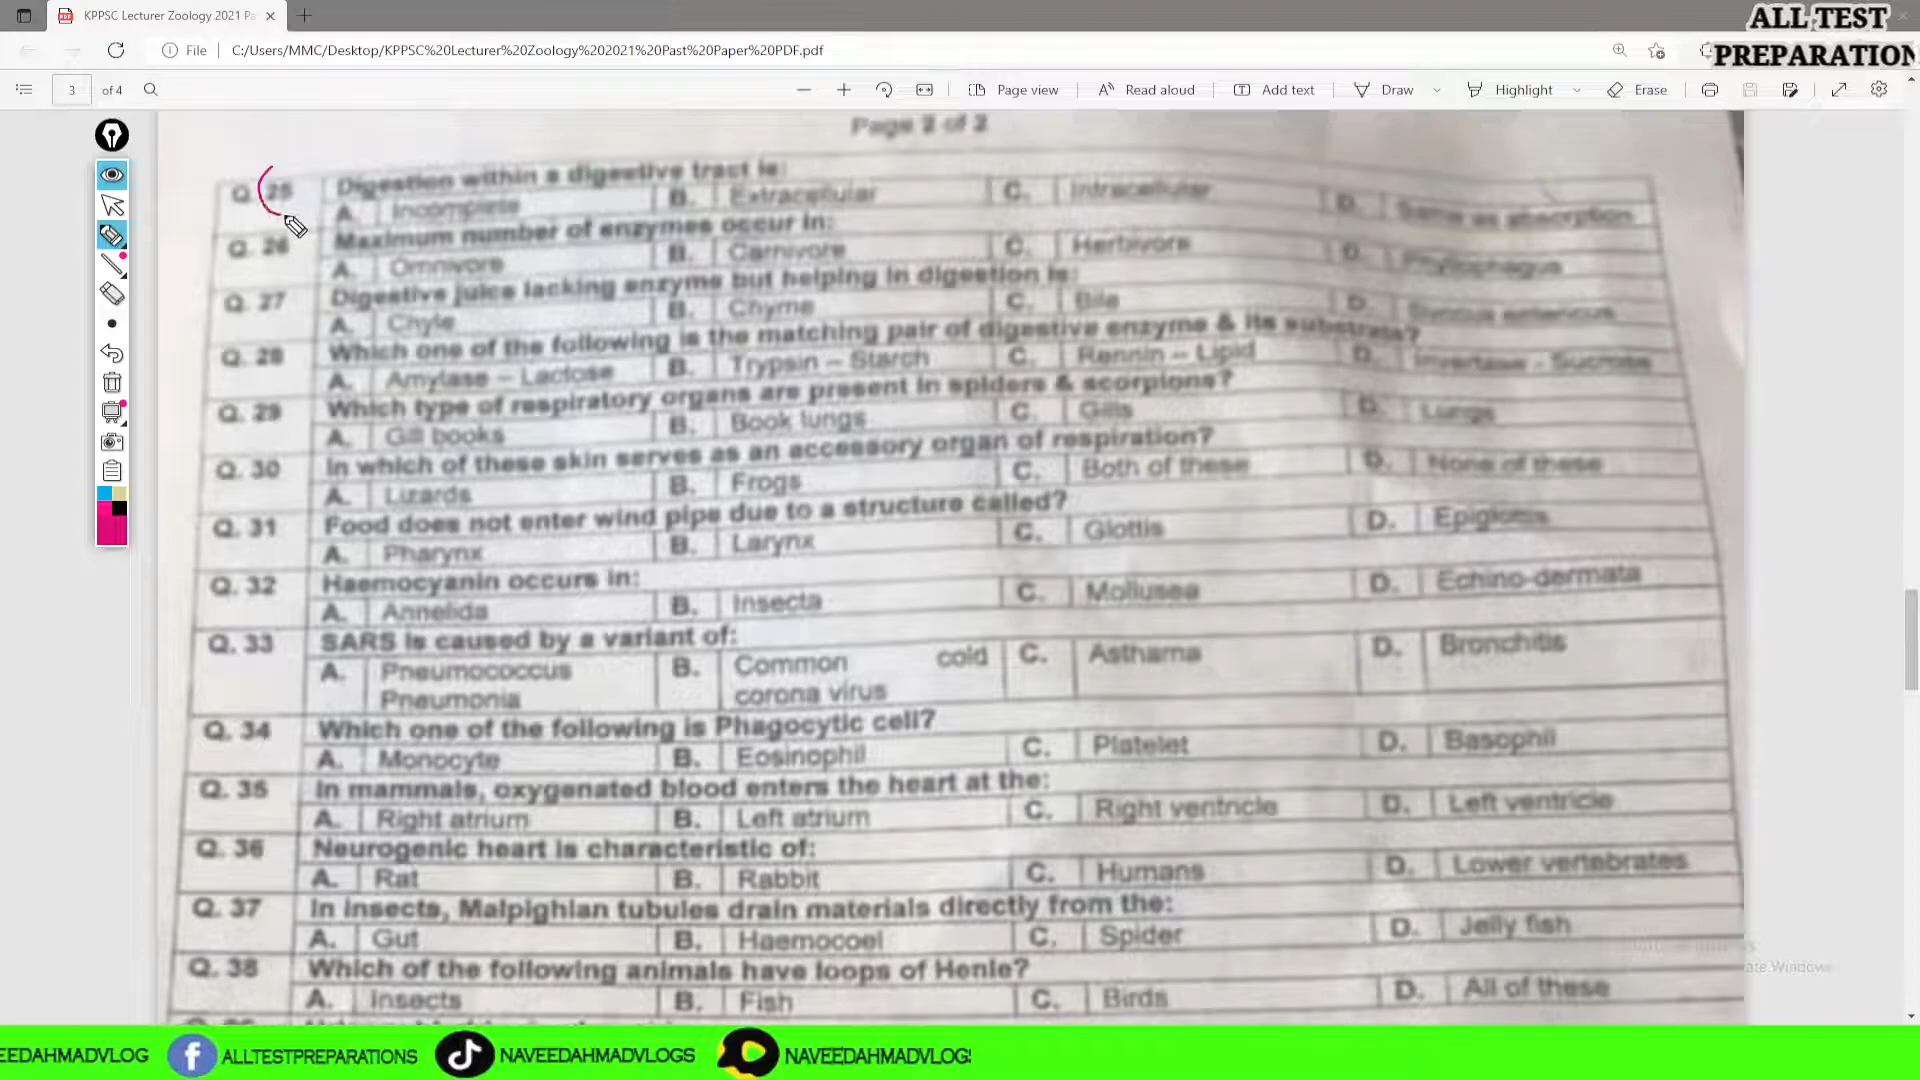 KPPSC Lecturer Zoology 2021 Pa
ALL TEST
PREPARATION
File C:/Users/MMC/Desktop/KPPSC%20Lecturer%20Zoology%202021%20Past%20Paper%20PDF.pdf
3 of 4 Page view Read aloud Add text Draw Highlight Erase
Page 2 of 2
Q. 25 Digestion within a digestive tract is:
A. Incomplete B. Extracellular C. Intracellular D. Same as absorption
Q. 26 Maximum number of enzymes occur in:
A. Omnivore B. Carnivore C. Herbivore D. Phytophagus
Q. 27 Digestive juice lacking enzyme but helping in digestion is:
A. Chyle B. Chyme C. Bile D. Succus entericus
Q. 28 Which one of the following is the matching pair of digestive enzyme & its substrate?
A. Amylase – Lactose B. Trypsin – Starch C. Rennin – Lipid D. Invertase - Sucrose
Q. 29 Which type of respiratory organs are present in spiders & scorpions?
A. Gill books B. Book lungs C. Gills D. Lungs
Q. 30 In which of these skin serves as an accessory organ of respiration?
A. Lizards B. Frogs C. Both of these D. None of these
Q. 31 Food does not enter wind pipe due to a structure called?
A. Pharynx B. Larynx C. Glottis D. Epiglottis
Q. 32 Haemocyanin occurs in:
A. Annelida B. Insecta C. Mollusea D. Echino-dermata
Q. 33 SARS is caused by a variant of:
A. Pneumococcus B. Common cold C. Asthama D. Bronchitis
Pneumonia corona virus
Q. 34 Which one of the following is Phagocytic cell?
A. Monocyte B. Eosinophil C. Platelet D. Basophil
Q. 35 In mammals, oxygenated blood enters the heart at the:
A. Right atrium B. Left atrium C. Right ventricle D. Left ventricle
Q. 36 Neurogenic heart is characteristic of:
A. Rat B. Rabbit C. Humans D. Lower vertebrates
Q. 37 In insects, Malpighian tubules drain materials directly from the:
A. Gut B. Haemocoel C. Spider D. Jelly fish
Q. 38 Which of the following animals have loops of Henle?
A. Insects B. Fish C. Birds D. All of these
EEDAHMADVLOG ALLTESTPREPARATIONS NAVEEDAHMADVLOGS NAVEEDAHMADVLOGS